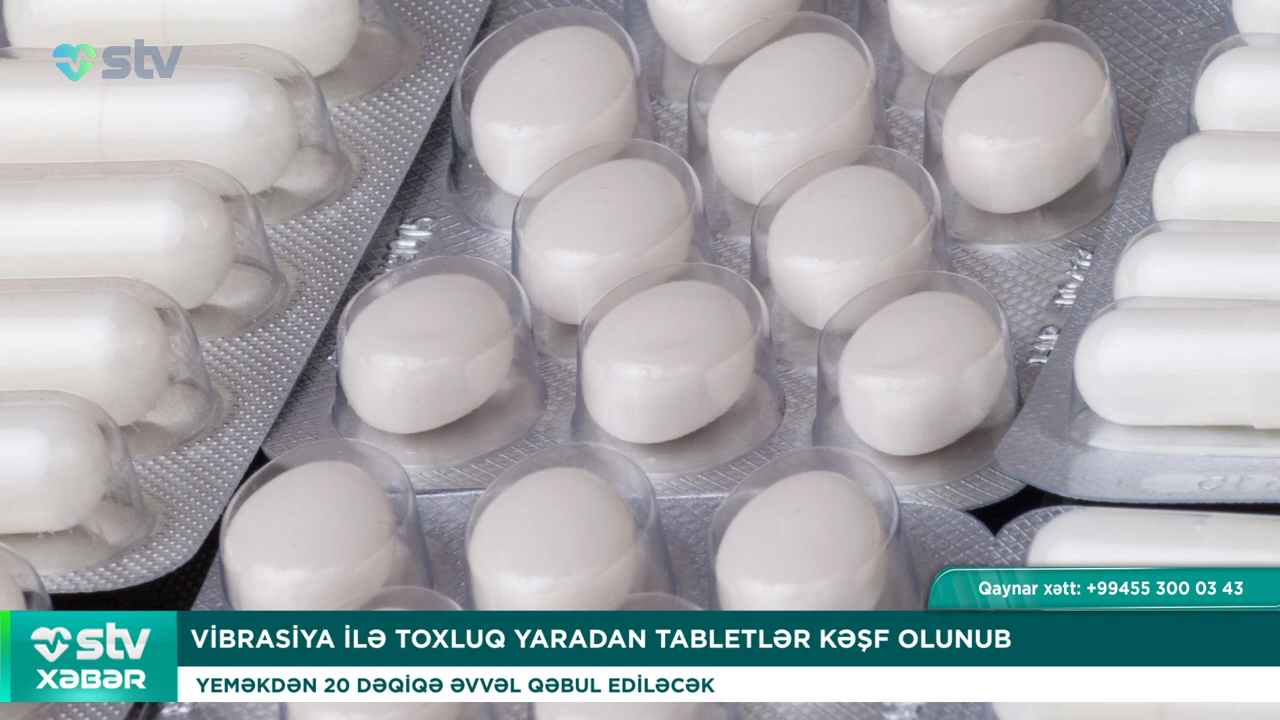 stv
Qaynar xətt: +99455 300 03 43
stv
XƏBƏR
VİBRASİYA İLƏ TOXLUQ YARADAN TABLETLƏR KƏŞF OLUNUB
YEMƏKDƏN 20 DƏQİQƏ ƏVVƏL QƏBUL EDİLƏCƏK